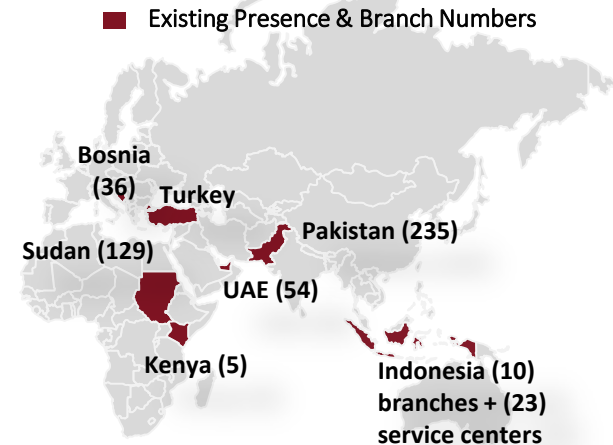 Existing Presence & Branch Numbers
Bosnia
(36)
Turkey
Pakistan (235)
Sudan (129)
UAE (54)
Kenya (5)
Indonesia (10)
branches + (23)
service centers